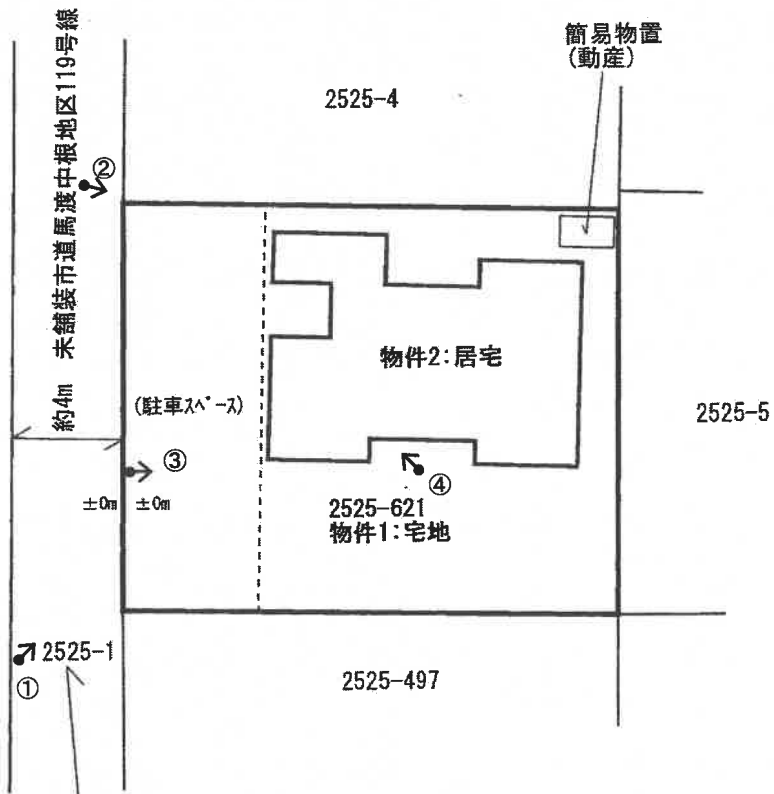 簡易物置
(動産)
2525-4
約4m 未舗装市道馬渡中根地区119号線
②
物件2:居宅
(駐車スペース)
2525-5
③
④
±0m ±0m
2525-621
物件1:宅地
2525-1
①
2525-497